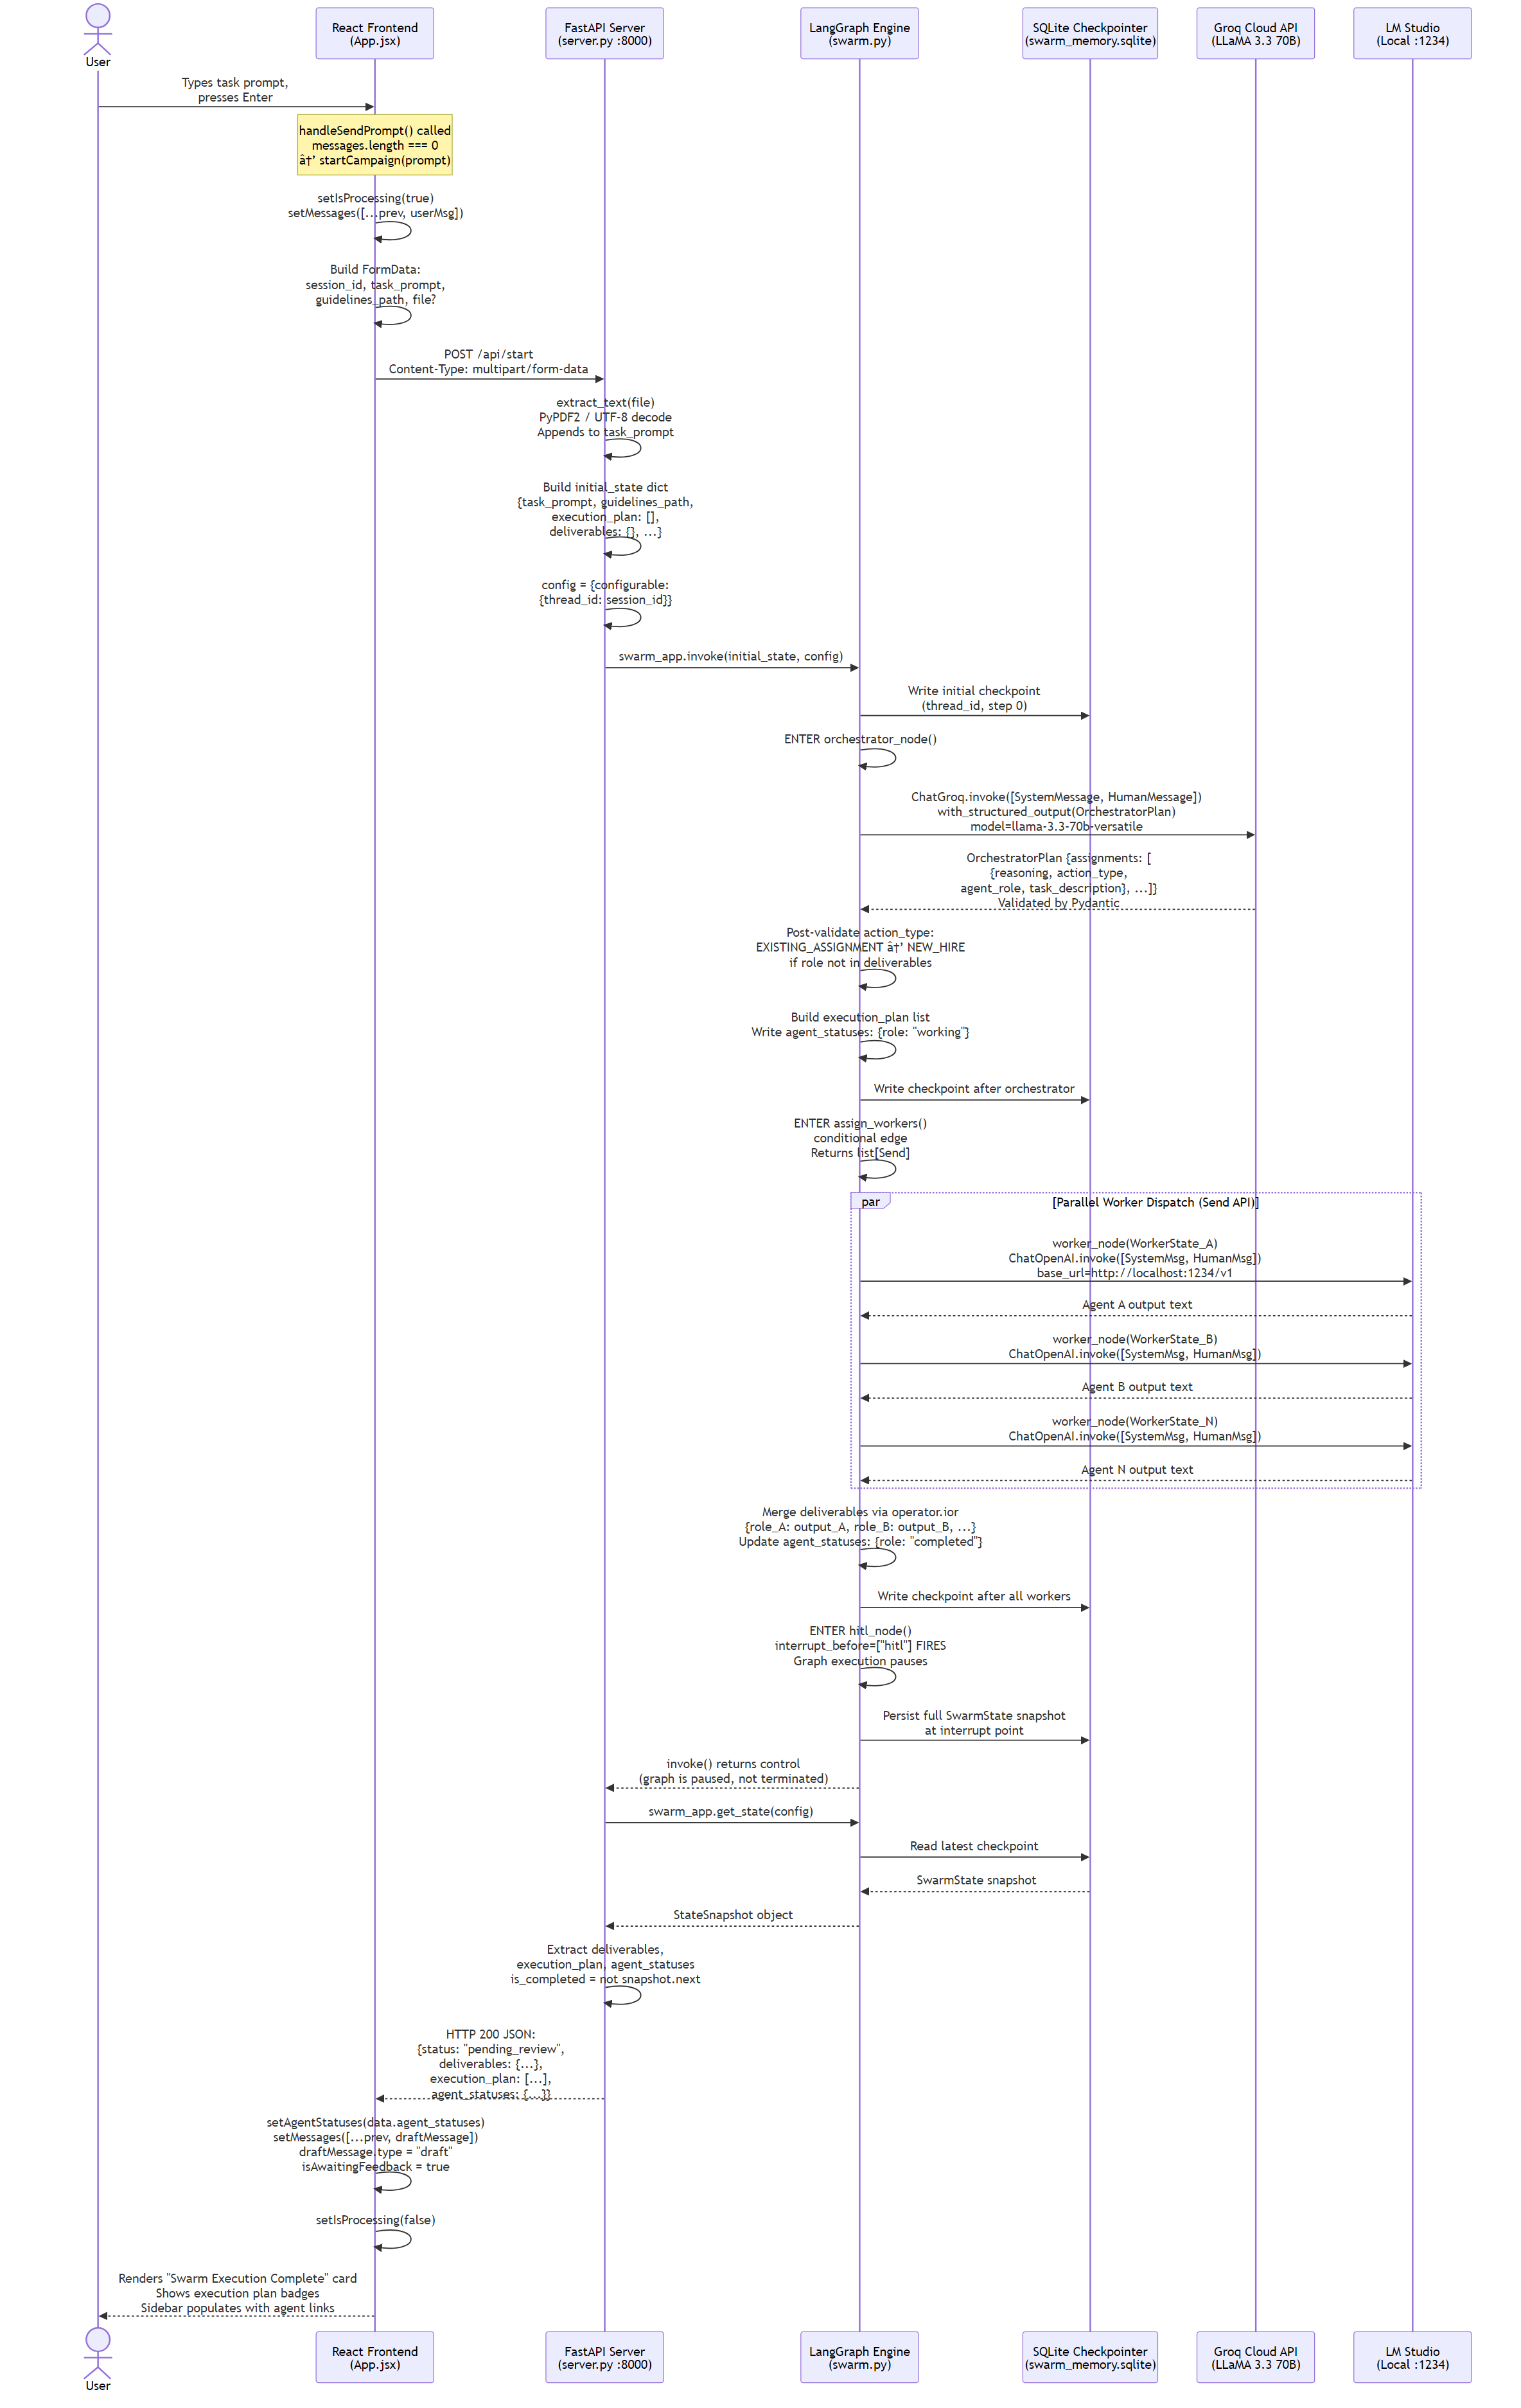 React Frontend
(App.jsx)
FastAPI Server
(server.py :8000)
LangGraph Engine
(swarm.py)
SQLite Checkpointer
(swarm_memory.sqlite)
Groq Cloud API
(LLaMA 3.3 70B)
LM Studio
(Local :1234)
User
Types task prompt,
presses Enter
handleSendPrompt() called
messages.length === 0
â†’ startCampaign(prompt)
setIsProcessing(true)
setMessages([...prev, userMsg])
Build FormData:
session_id, task_prompt,
guidelines_path, file?
POST /api/start
Content-Type: multipart/form-data
extract_text(file)
PyPDF2 / UTF-8 decode
Appends to task_prompt
Build initial_state dict
{task_prompt, guidelines_path,
execution_plan: [],
deliverables: {}, ...}
config = {configurable:
{thread_id: session_id}}
swarm_app.invoke(initial_state, config)
Write initial checkpoint
(thread_id, step 0)
ENTER orchestrator_node()
ChatGroq.invoke([SystemMessage, HumanMessage])
with_structured_output(OrchestratorPlan)
model=llama-3.3-70b-versatile
OrchestratorPlan {assignments: [
{reasoning, action_type,
agent_role, task_description}, ...]}
Validated by Pydantic
Post-validate action_type:
EXISTING_ASSIGNMENT â†’ NEW_HIRE
if role not in deliverables
Build execution_plan list
Write agent_statuses: {role: "working"}
Write checkpoint after orchestrator
ENTER assign_workers()
conditional edge
Returns list[Send]
par
[Parallel Worker Dispatch (Send API)]
worker_node(WorkerState_A)
ChatOpenAI.invoke([SystemMsg, HumanMsg])
base_url=http://localhost:1234/v1
Agent A output text
worker_node(WorkerState_B)
ChatOpenAI.invoke([SystemMsg, HumanMsg])
Agent B output text
worker_node(WorkerState_N)
ChatOpenAI.invoke([SystemMsg, HumanMsg])
Agent N output text
Merge deliverables via operator.ior
{role_A: output_A, role_B: output_B, ...}
Update agent_statuses: {role: "completed"}
Write checkpoint after all workers
ENTER hitl_node()
interrupt_before=["hitl"] FIRES
Graph execution pauses
Persist full SwarmState snapshot
at interrupt point
invoke() returns control
(graph is paused, not terminated)
swarm_app.get_state(config)
Read latest checkpoint
SwarmState snapshot
StateSnapshot object
Extract deliverables,
execution_plan, agent_statuses
is_completed = not snapshot.next
HTTP 200 JSON:
{status: "pending_review",
deliverables: {...},
execution_plan: [...],
agent_statuses: {...}}
setAgentStatuses(data.agent_statuses)
setMessages([...prev, draftMessage])
draftMessage.type = "draft"
isAwaitingFeedback = true
setIsProcessing(false)
Renders "Swarm Execution Complete" card
Shows execution plan badges
Sidebar populates with agent links
User
React Frontend
(App.jsx)
FastAPI Server
(server.py :8000)
LangGraph Engine
(swarm.py)
SQLite Checkpointer
(swarm_memory.sqlite)
Groq Cloud API
(LLaMA 3.3 70B)
LM Studio
(Local :1234)